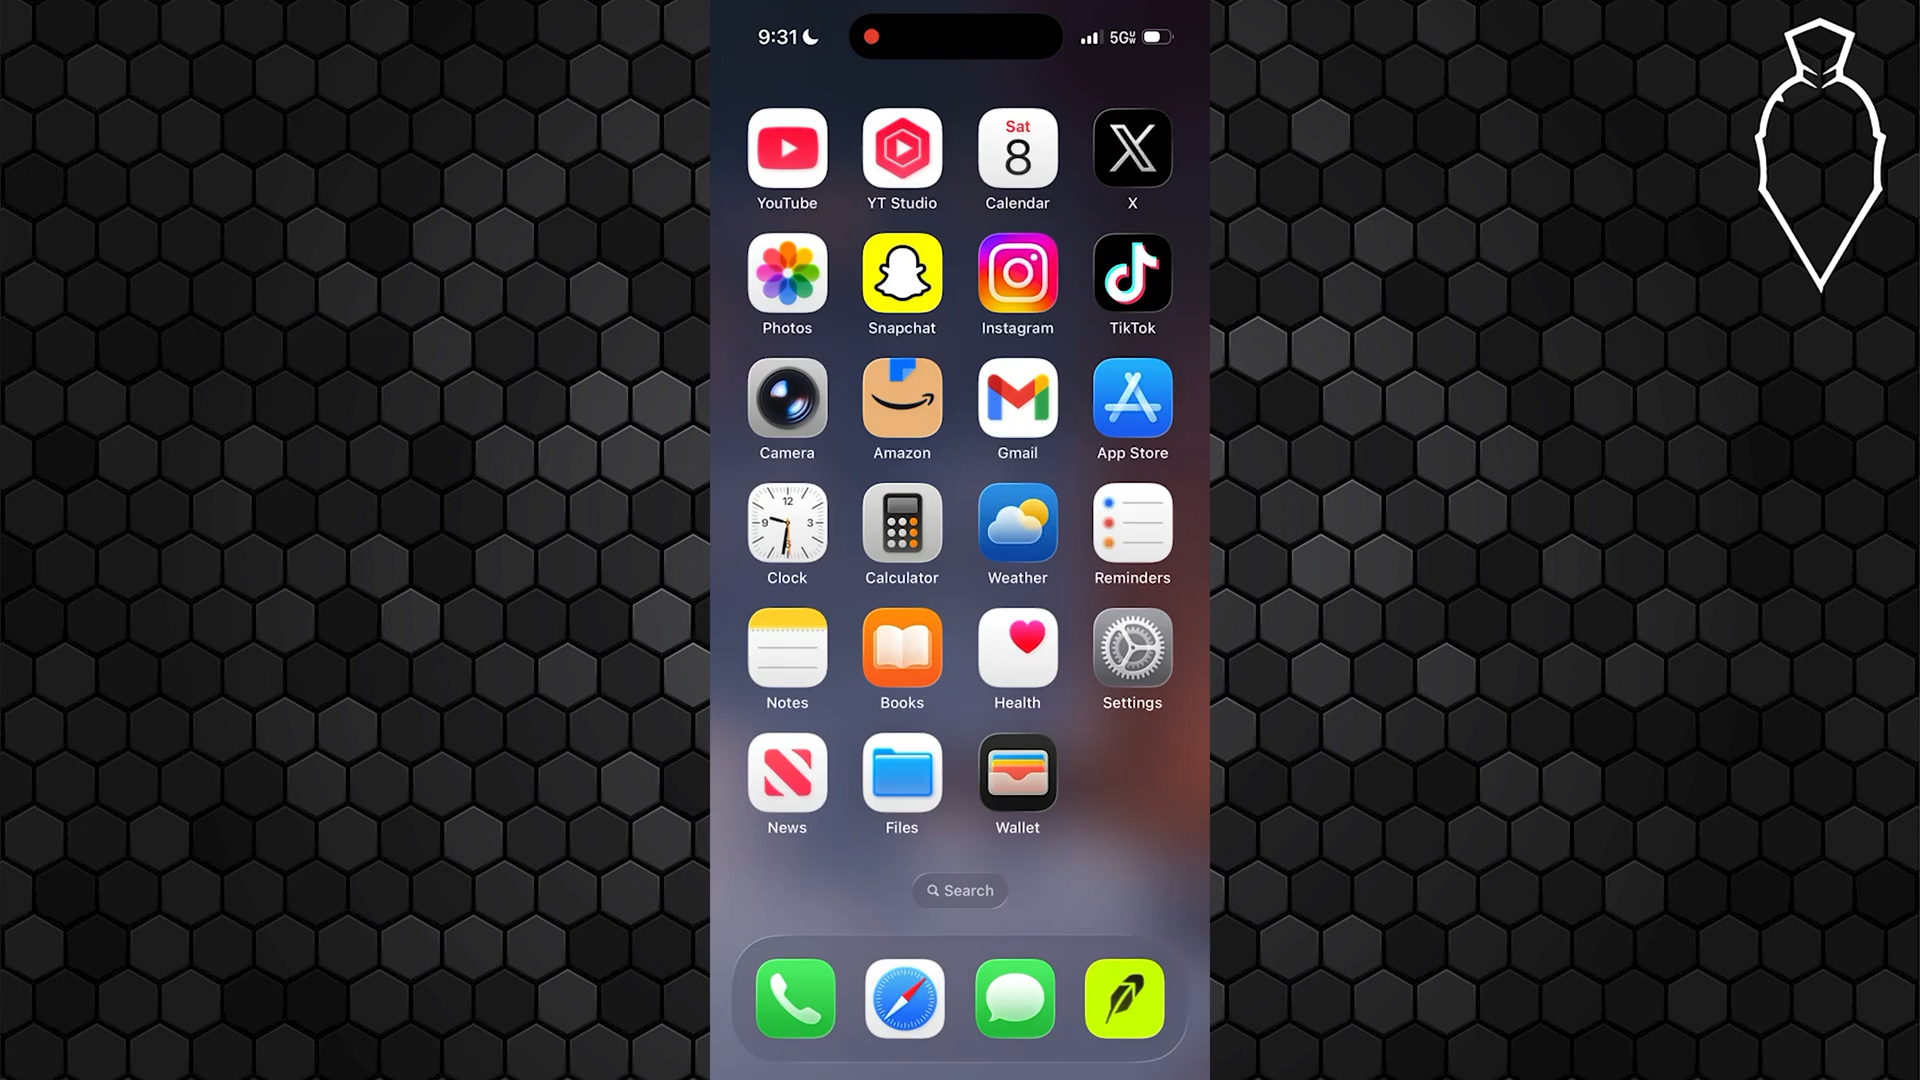 9:31 5G
Sat
8
YouTube YT Studio Calendar X
Photos Snapchat Instagram TikTok
Camera Amazon Gmail App Store
12
9 3
6
Clock Calculator Weather Reminders
Notes Books Health Settings
News Files Wallet
Search